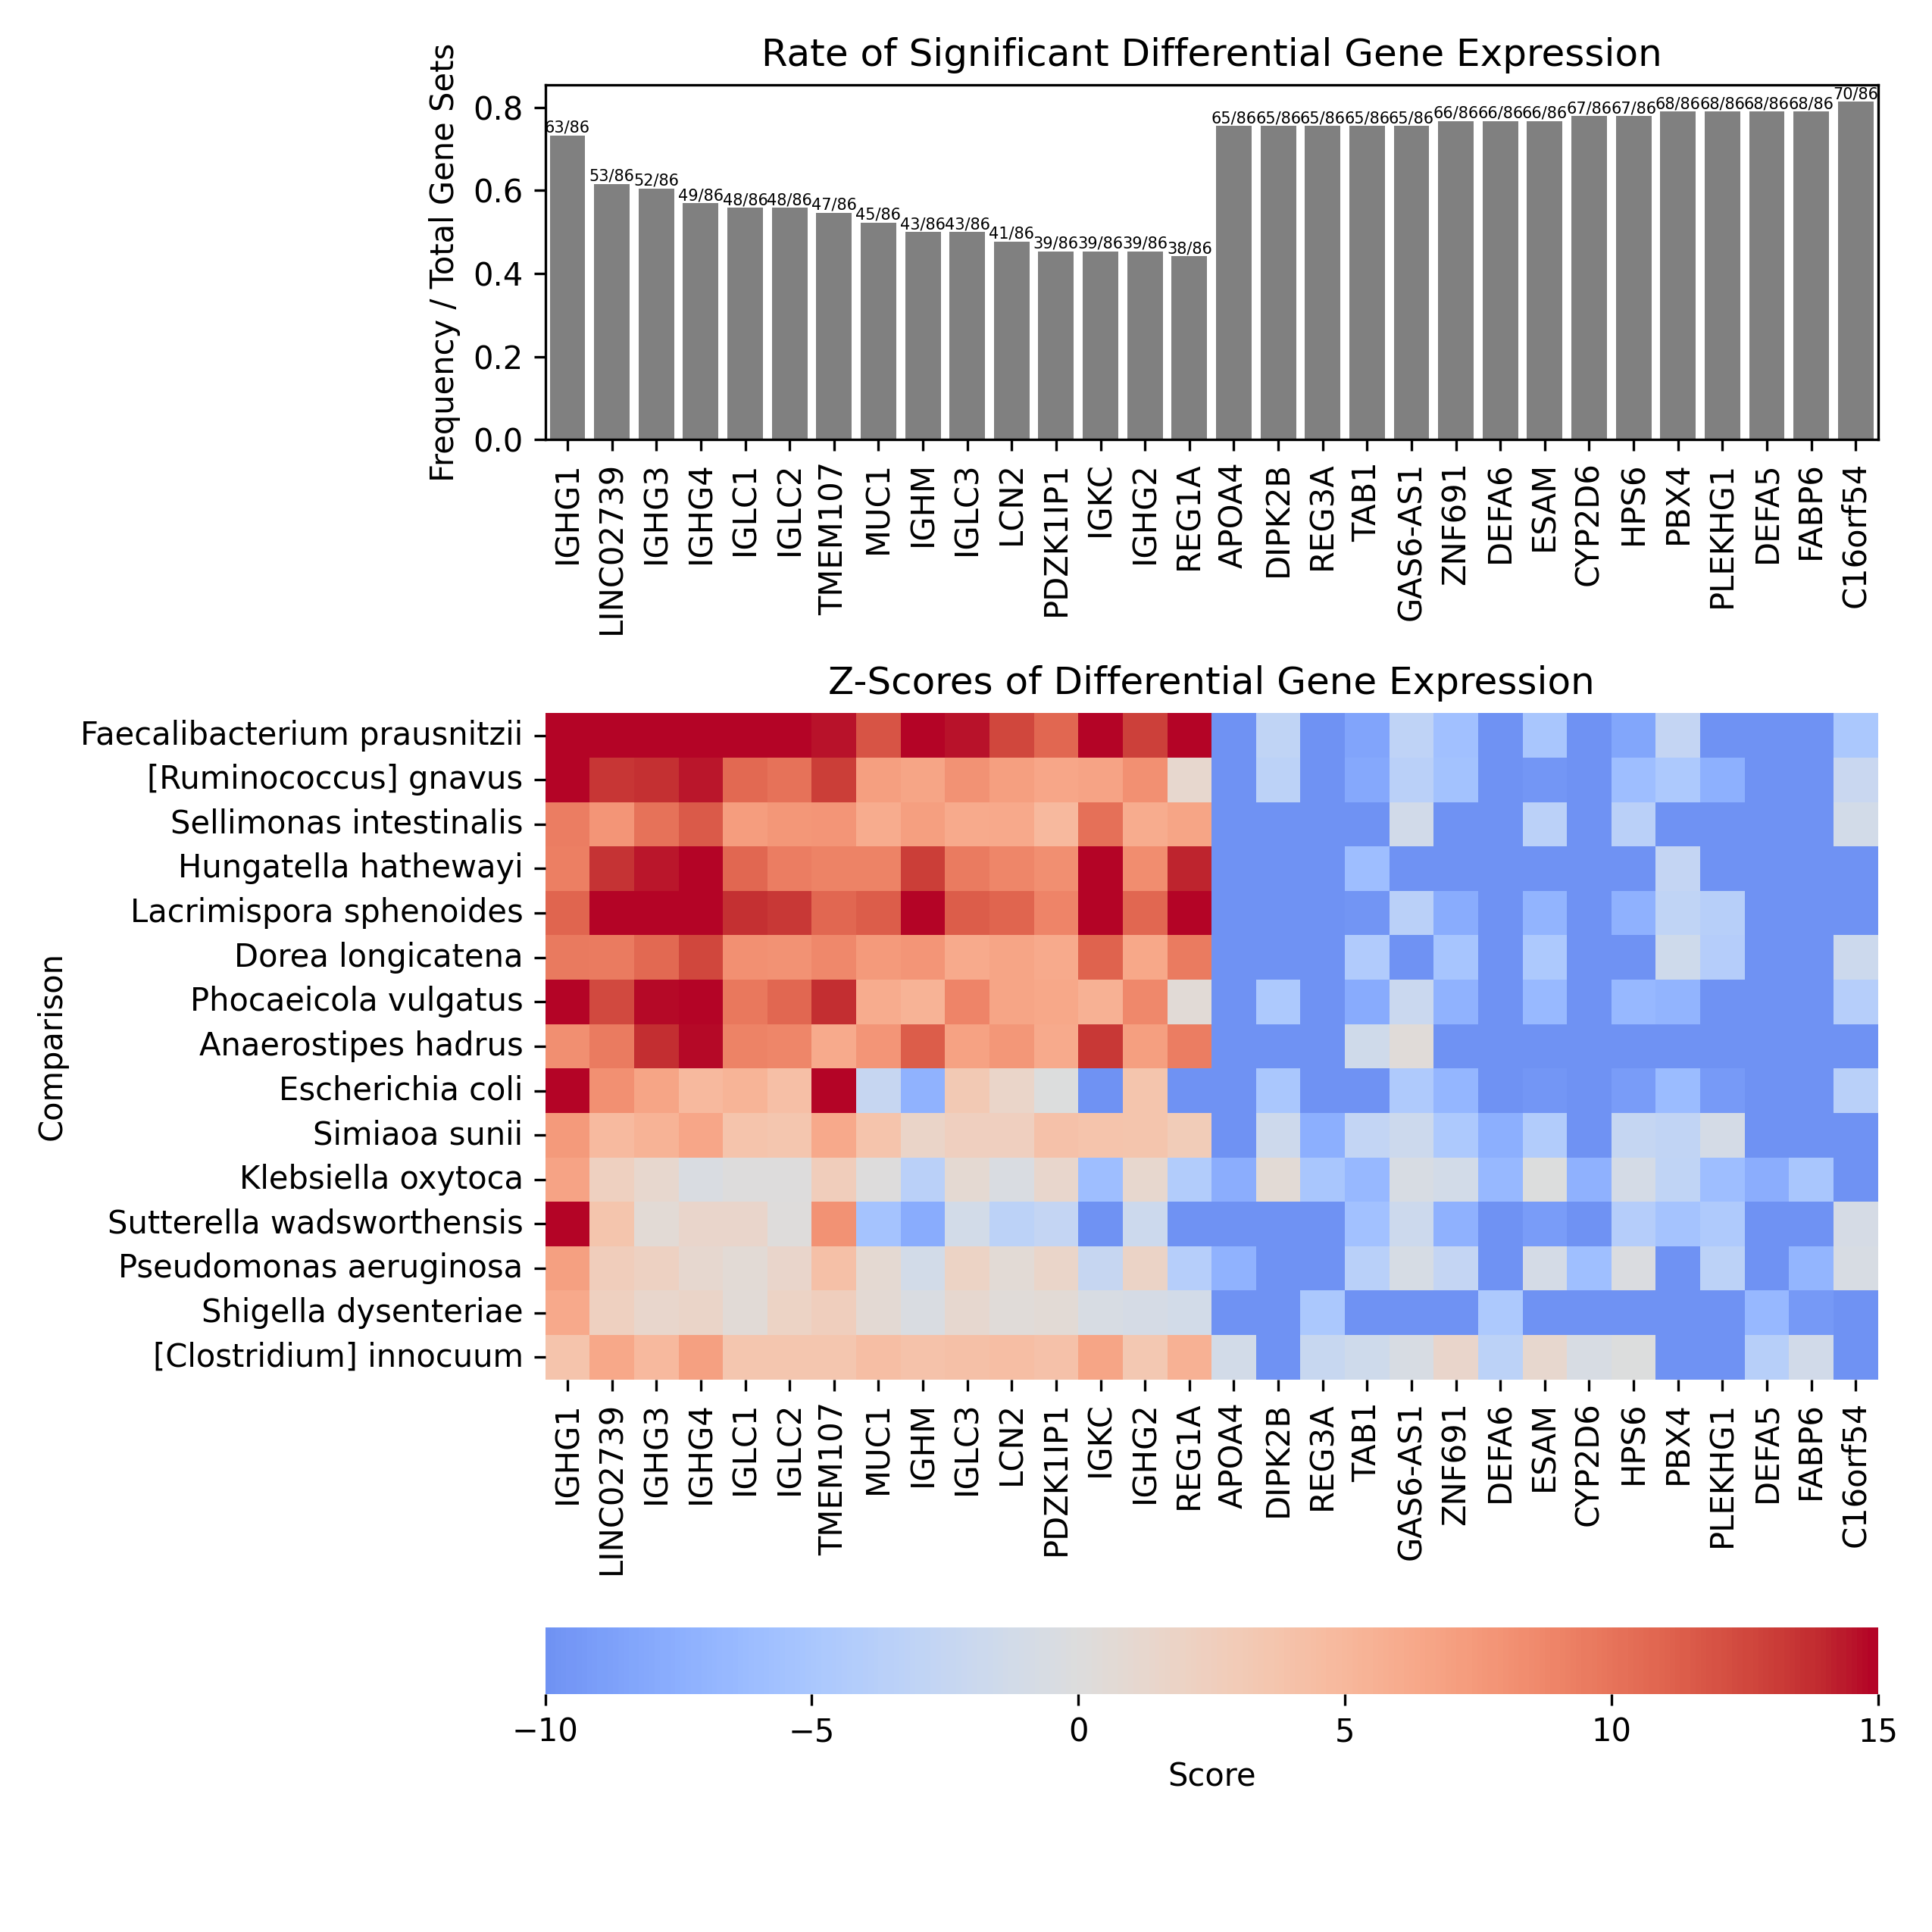 Rate of Significant Differential Gene Expression
Frequency / Total Gene Sets
0.8
0.6
0.4
0.2
0.0
63/86
53/86
52/86
49/86
48/86
48/86
47/86
45/86
43/86
43/86
41/86
39/86
39/86
39/86
38/86
65/86
65/86
65/86
65/86
65/86
66/86
66/86
66/86
67/86
67/86
68/86
68/86
68/86
68/86
70/86
IGHG1
LINC02739
IGHG3
IGHG4
IGLC1
IGLC2
TMEM107
MUC1
IGHM
IGLC3
LCN2
PDZK1IP1
IGKC
IGHG2
REG1A
APOA4
DIPK2B
REG3A
TAB1
GAS6-AS1
ZNF691
DEFA6
ESAM
CYP2D6
HPS6
PBX4
PLEKHG1
DEFA5
FABP6
C16orf54
Z-Scores of Differential Gene Expression
Comparison
Faecalibacterium prausnitzii
[Ruminococcus] gnavus
Sellimonas intestinalis
Hungatella hathewayi
Lacrimispora sphenoides
Dorea longicatena
Phocaeicola vulgatus
Anaerostipes hadrus
Escherichia coli
Simiaoa sunii
Klebsiella oxytoca
Sutterella wadsworthensis
Pseudomonas aeruginosa
Shigella dysenteriae
[Clostridium] innocuum
IGHG1
LINC02739
IGHG3
IGHG4
IGLC1
IGLC2
TMEM107
MUC1
IGHM
IGLC3
LCN2
PDZK1IP1
IGKC
IGHG2
REG1A
APOA4
DIPK2B
REG3A
TAB1
GAS6-AS1
ZNF691
DEFA6
ESAM
CYP2D6
HPS6
PBX4
PLEKHG1
DEFA5
FABP6
C16orf54
−10
−5
0
5
10
15
Score